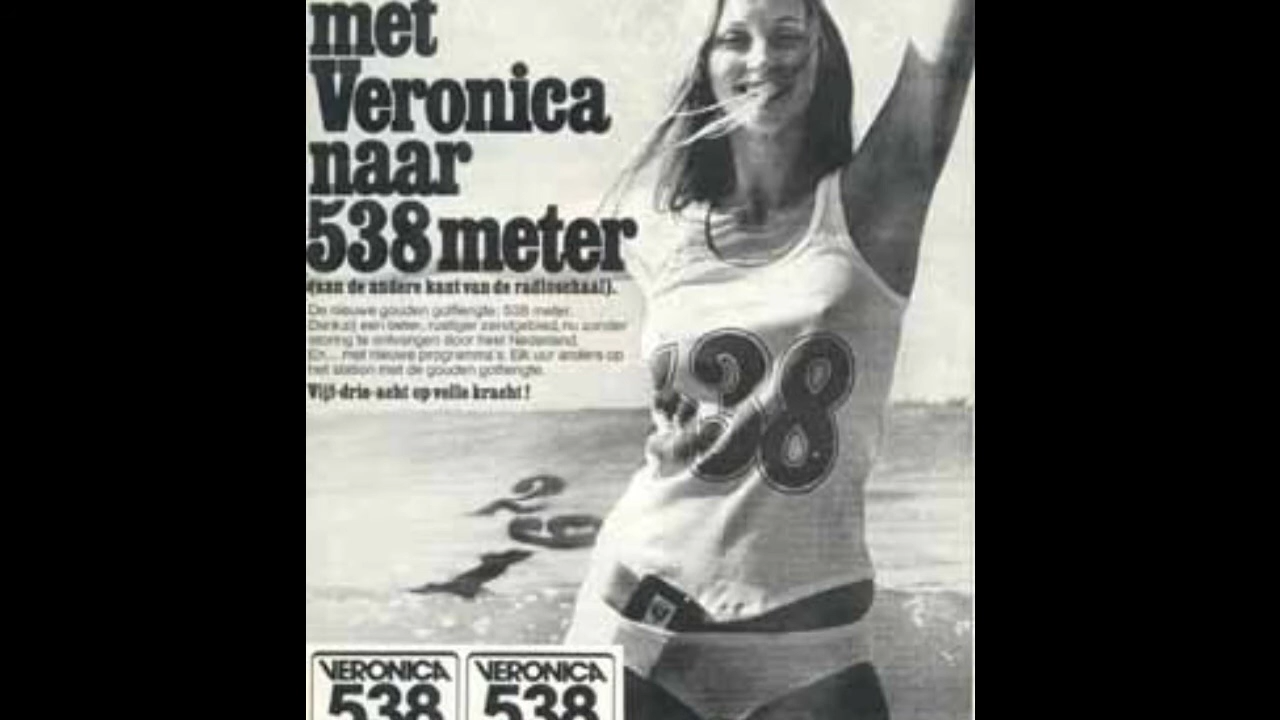 met
Veronica
naar
538 meter
(aan de andere kant van de radioschaal).
De nieuwe gouden golflengte: 538 meter.
Dankzij een beter, rustiger zendgebied, nu zonder
storing te ontvangen door heel Nederland.
En... met nieuwe programma's. Elk uur anders op
het station met de gouden golflengte.
Vijf-drie-acht op volle kracht!
538
192
VERONICA VERONICA
538 538